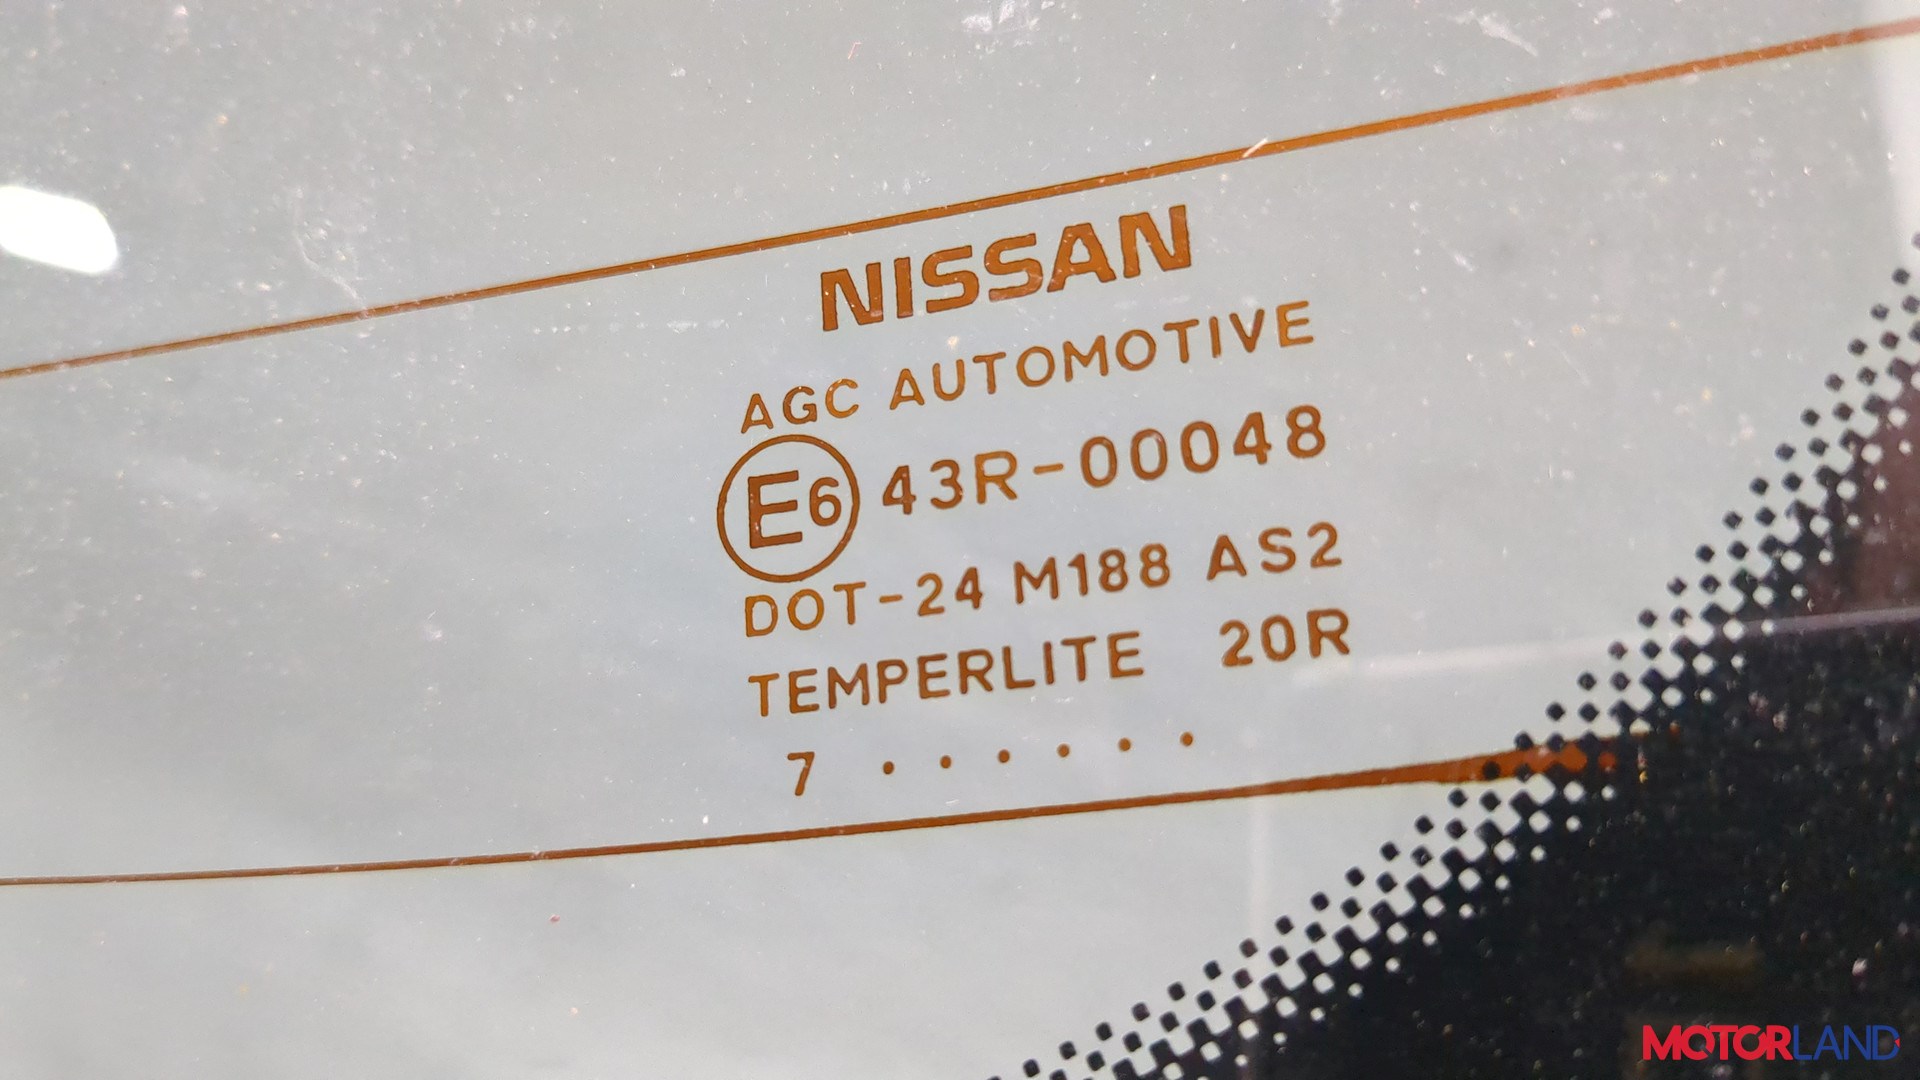 NISSAN
AGC AUTOMOTIVE
E6 43R-00048
DOT-24 M188 AS2
TEMPERLITE 20R
7 · · · · · ·
MOTORLAND